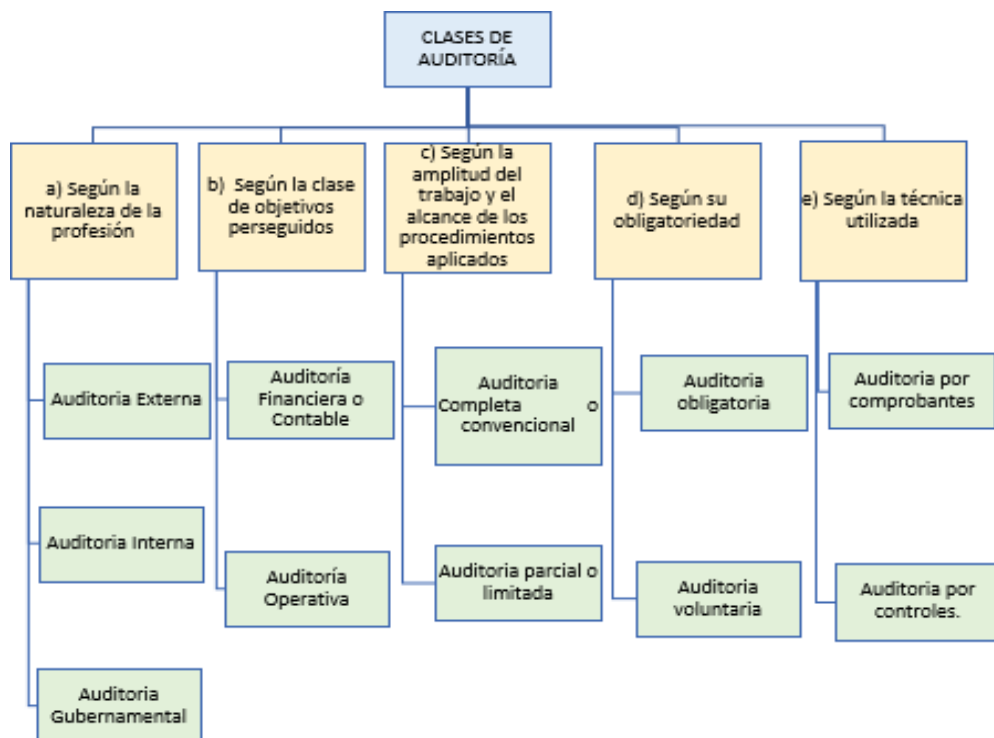 CLASES DE
AUDITORÍA
a) Según la
naturaleza de la
profesión
b) Según la clase
de objetivos
perseguidos
c) Según la
amplitud del
trabajo y el
alcance de los
procedimientos
aplicados
d) Según su
obligatoriedad
e) Según la técnica
utilizada
Auditoria Externa
Auditoria Interna
Auditoria
Gubernamental
Auditoría
Financiera o
Contable
Auditoría
Operativa
Auditoria
Completa o
convencional
Auditoria parcial o
limitada
Auditoria
obligatoria
Auditoria
voluntaria
Auditoria por
comprobantes
Auditoria por
controles.